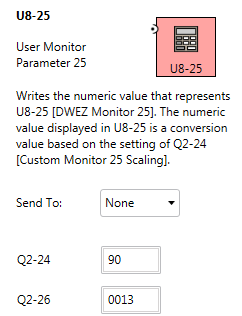 U8-25
User Monitor
Parameter 25
U8-25
Writes the numeric value that represents
U8-25 [DWEZ Monitor 25]. The numeric
value displayed in U8-25 is a conversion
value based on the setting of Q2-24
[Custom Monitor 25 Scaling].
Send To: None
Q2-24 90
Q2-26 0013